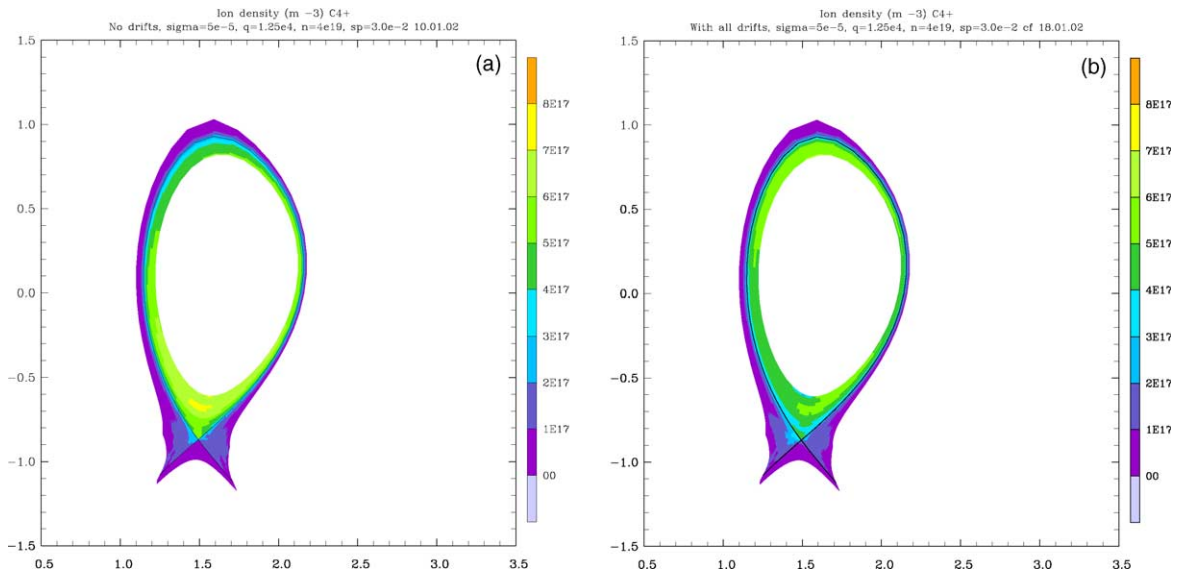 Ion density (m −3) C4+
No drifts, sigma=5e-5, q=1.25e4, n=4e19, sp=3.0e-2 10.01.02
(a)
1.5
1.0
0.5
0.0
−0.5
−1.0
−1.5
0.5 1.0 1.5 2.0 2.5 3.0 3.5
8E17
7E17
6E17
5E17
4E17
3E17
2E17
1E17
00
Ion density (m −3) C4+
With all drifts, sigma=5e-5, q=1.25e4, n=4e19, sp=3.0e-2 cf 18.01.02
(b)
1.5
1.0
0.5
0.0
−0.5
−1.0
−1.5
0.5 1.0 1.5 2.0 2.5 3.0 3.5
8E17
7E17
6E17
5E17
4E17
3E17
2E17
1E17
00